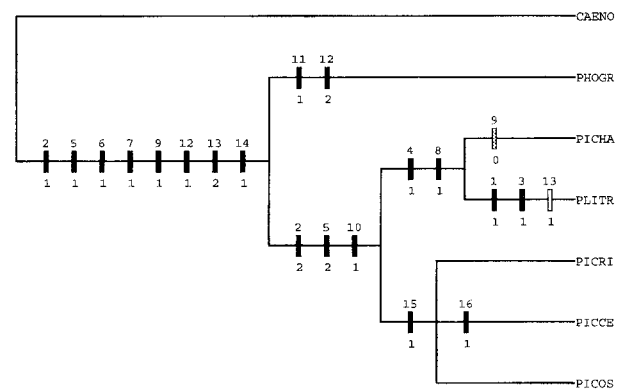 CAENO
11 12
PHOGR
1 2
9
2 5 6 7 9 12 13 14
4 8
PICHA
0
1 1 1 1 1 1 2 1
1 1
1 3 13
PLITR
1 1 1
2 5 10
2 2 1
PICRI
15 16
PICCE
1 1
PICOS